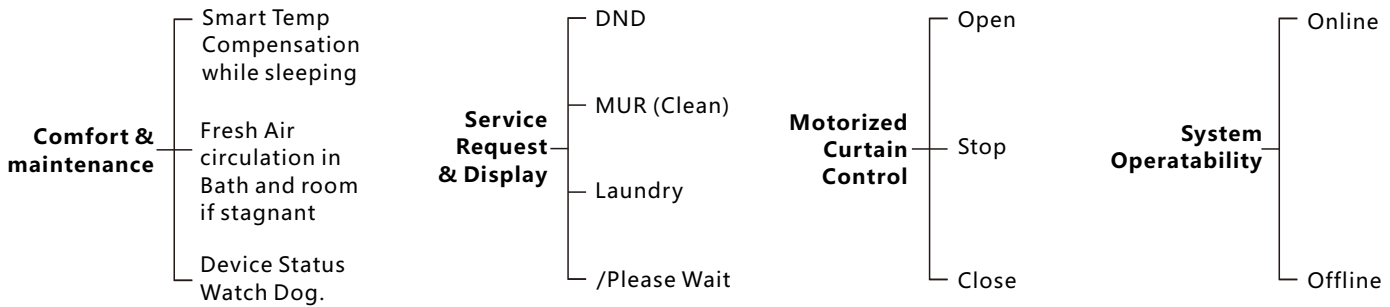 Comfort &
maintenance
Smart Temp
Compensation
while sleeping
Fresh Air
circulation in
Bath and room
if stagnant
Device Status
Watch Dog.
Service
Request
& Display
DND
MUR (Clean)
Laundry
/Please Wait
Motorized
Curtain
Control
Open
Stop
Close
System
Operatability
Online
Offline